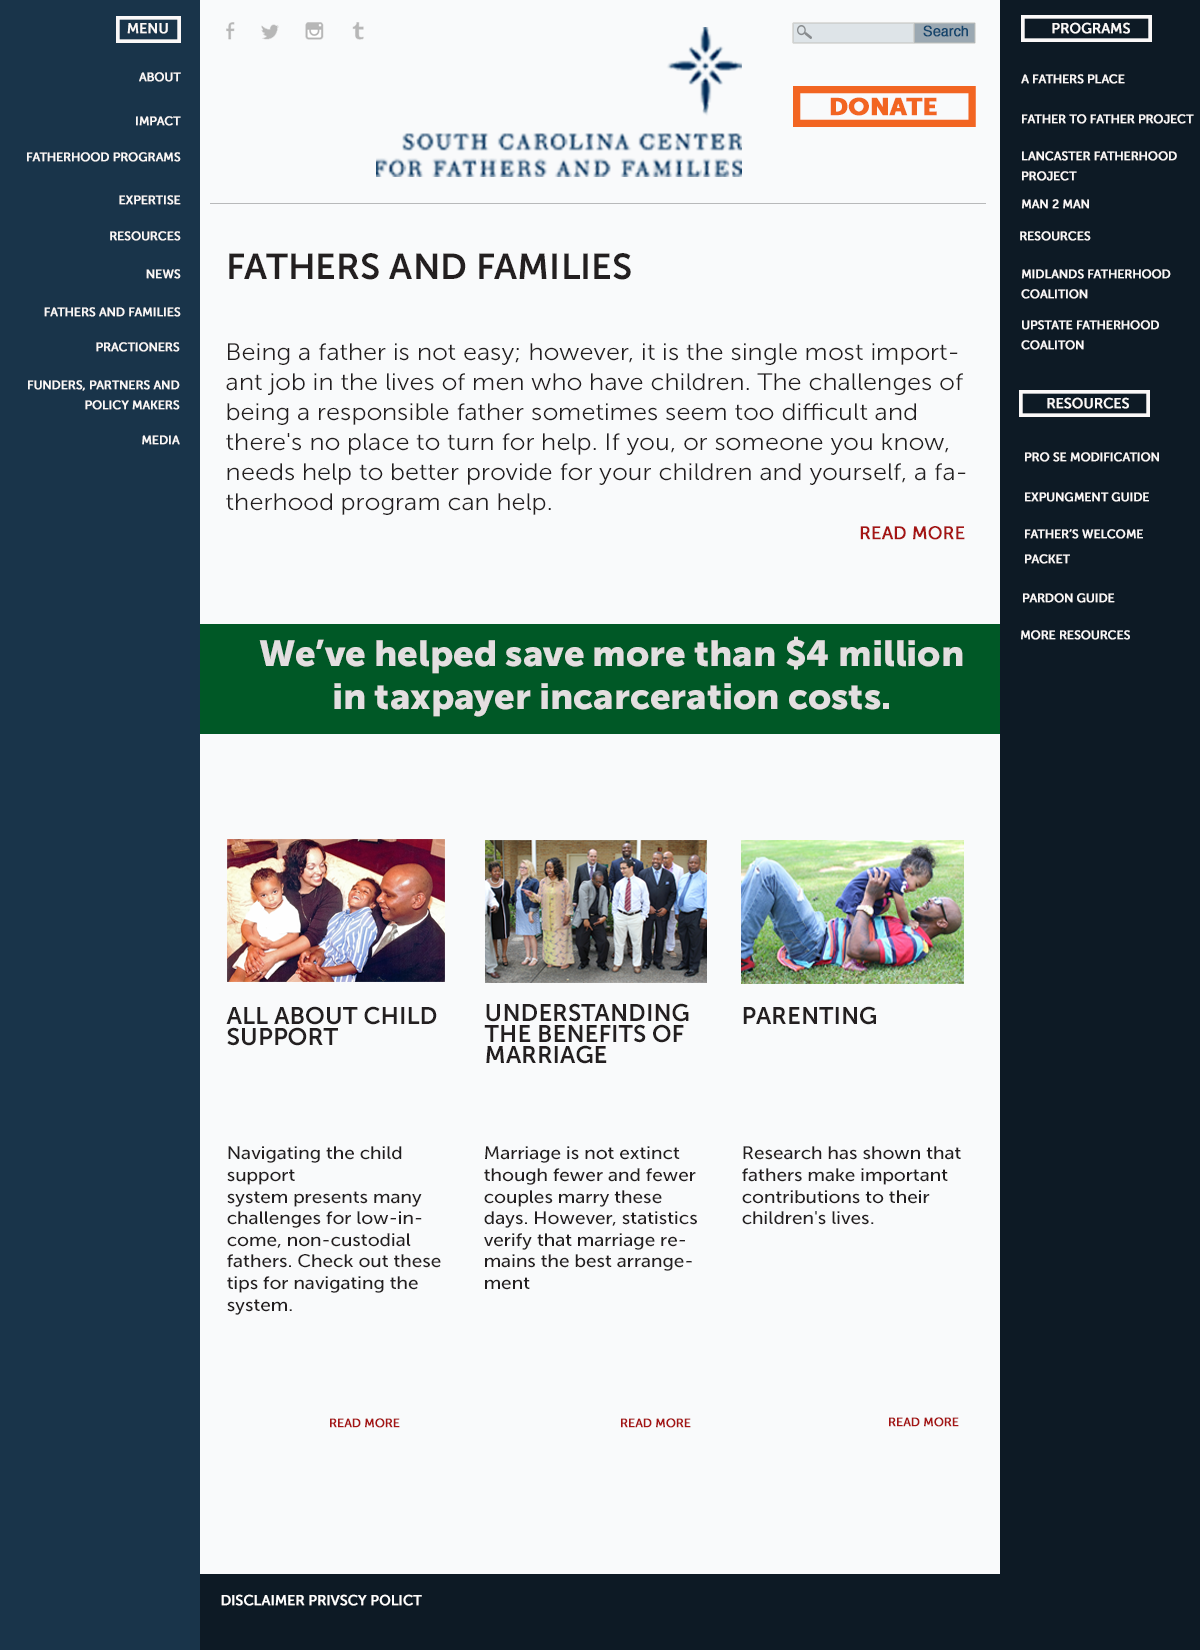 MENU
ABOUT
IMPACT
FATHERHOOD PROGRAMS
EXPERTISE
RESOURCES
NEWS
FATHERS AND FAMILIES
PRACTIONERS
FUNDERS, PARTNERS AND
POLICY MAKERS
MEDIA
Search
DONATE
SOUTH CAROLINA CENTER
FOR FATHERS AND FAMILIES
FATHERS AND FAMILIES
Being a father is not easy; however, it is the single most import-
ant job in the lives of men who have children. The challenges of
being a responsible father sometimes seem too difficult and
there's no place to turn for help. If you, or someone you know,
needs help to better provide for your children and yourself, a fa-
therhood program can help.
READ MORE
We’ve helped save more than $4 million
in taxpayer incarceration costs.
ALL ABOUT CHILD
SUPPORT
Navigating the child
support
system presents many
challenges for low-in-
come, non-custodial
fathers. Check out these
tips for navigating the
system.
READ MORE
UNDERSTANDING
THE BENEFITS OF
MARRIAGE
Marriage is not extinct
though fewer and fewer
couples marry these
days. However, statistics
verify that marriage re-
mains the best arrange-
ment
READ MORE
PARENTING
Research has shown that
fathers make important
contributions to their
children's lives.
READ MORE
PROGRAMS
A FATHERS PLACE
FATHER TO FATHER PROJECT
LANCASTER FATHERHOOD
PROJECT
MAN 2 MAN
RESOURCES
MIDLANDS FATHERHOOD
COALITION
UPSTATE FATHERHOOD
COALITON
RESOURCES
PRO SE MODIFICATION
EXPUNGMENT GUIDE
FATHER’S WELCOME
PACKET
PARDON GUIDE
MORE RESOURCES
DISCLAIMER PRIVSCY POLICT